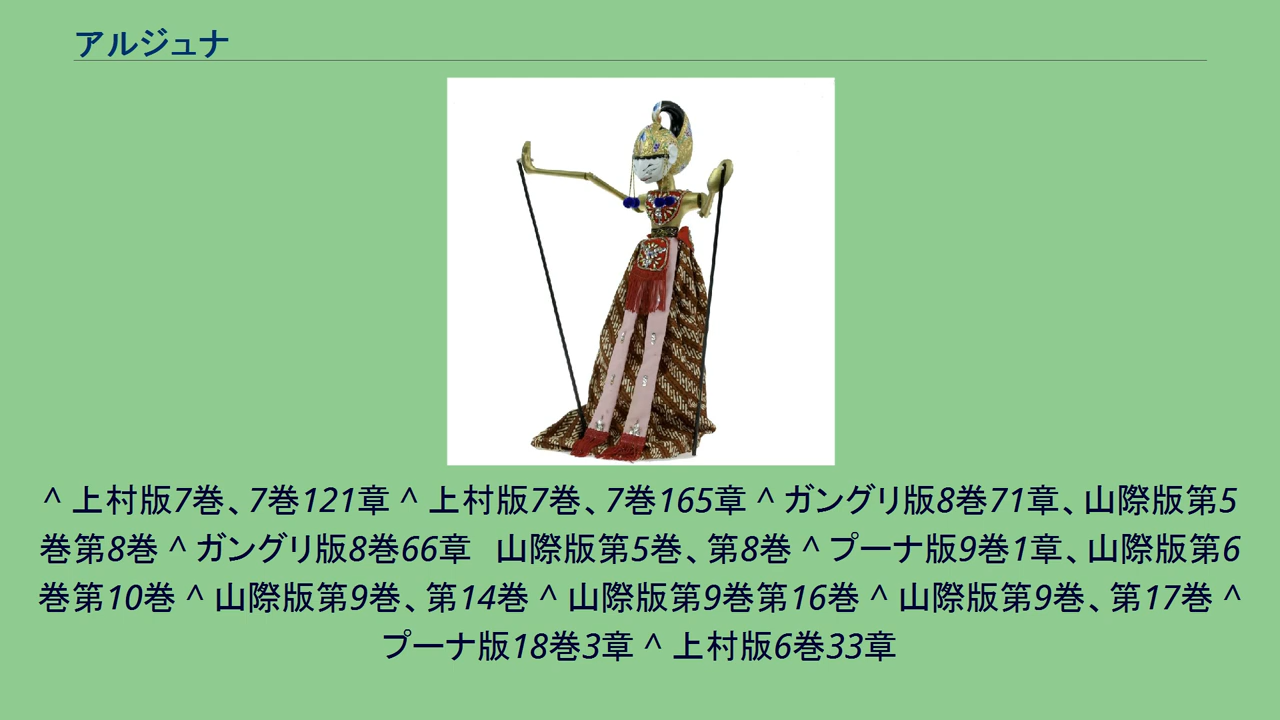 アルジュナ
^ 上村版7巻、7巻121章 ^ 上村版7巻、7巻165章 ^ ガングリ版8巻71章、山際版第5
巻第8巻 ^ ガングリ版8巻66章　山際版第5巻、第8巻 ^ プーナ版9巻1章、山際版第6
巻第10巻 ^ 山際版第9巻、第14巻 ^ 山際版第9巻第16巻 ^ 山際版第9巻、第17巻 ^
プーナ版18巻3章 ^ 上村版6巻33章